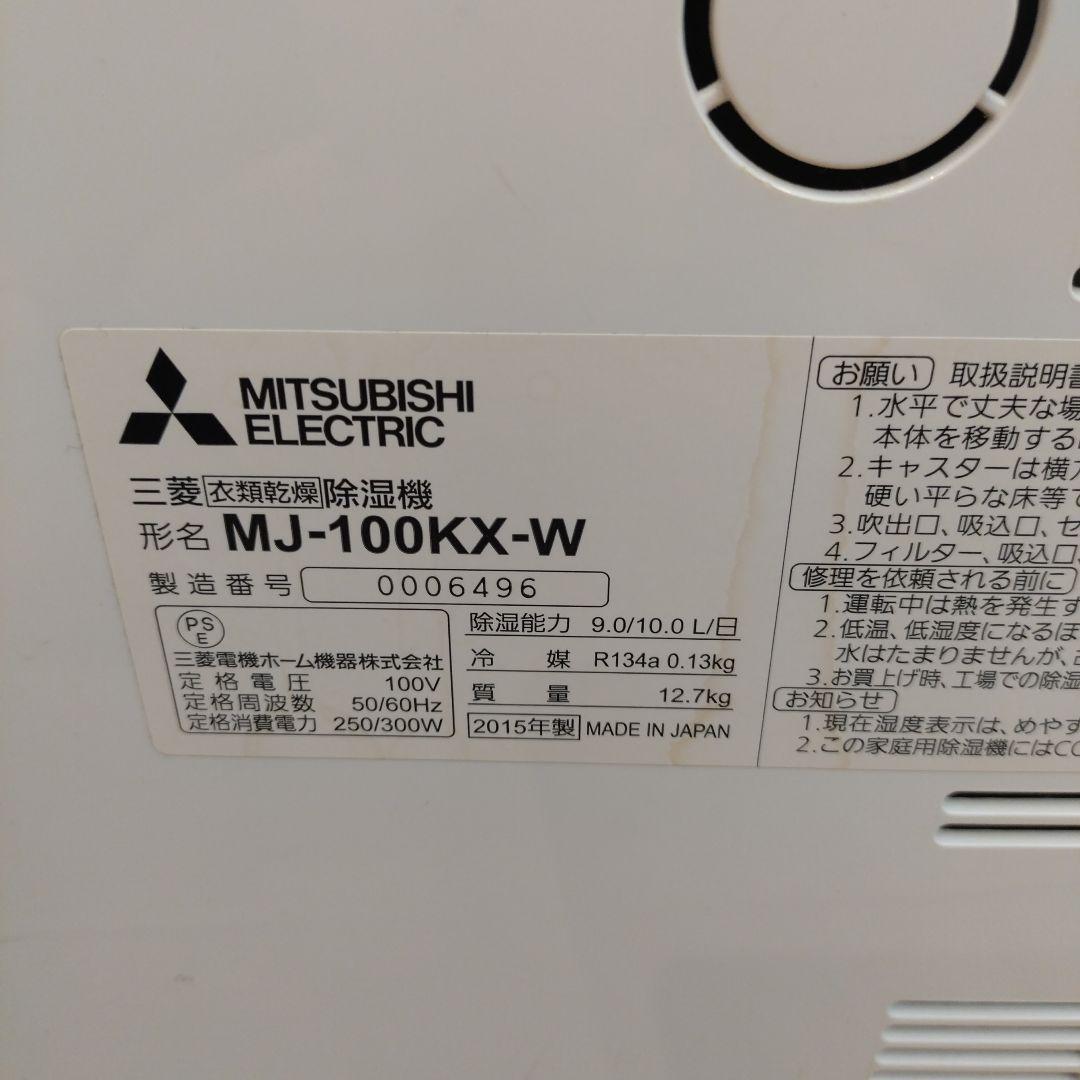 MITSUBISHI
ELECTRIC
三菱衣類乾燥除湿機
形名 MJ-100KX-W
製造番号 0006496
PS
E
三菱電機ホーム機器株式会社
定格電圧 100V
定格周波数 50/60Hz
定格消費電力 250/300W
除湿能力 9.0/10.0 L/日
冷媒 R134a 0.13kg
質量 12.7kg
2015年製 MADE IN JAPAN
お願い 取扱説明書
1.水平で丈夫な場
本体を移動する
2.キャスターは横方
硬い平らな床等で
3.吹出口、吸込口、セ
4.フィルター、吸込口
修理を依頼される前に
1.運転中は熱を発生す
2.低温、低湿度になるほ
水はたまりませんが、
3.お買上げ時、工場での除湿
お知らせ
1.現在湿度表示は、めやす
2.この家庭用除湿機にはCO